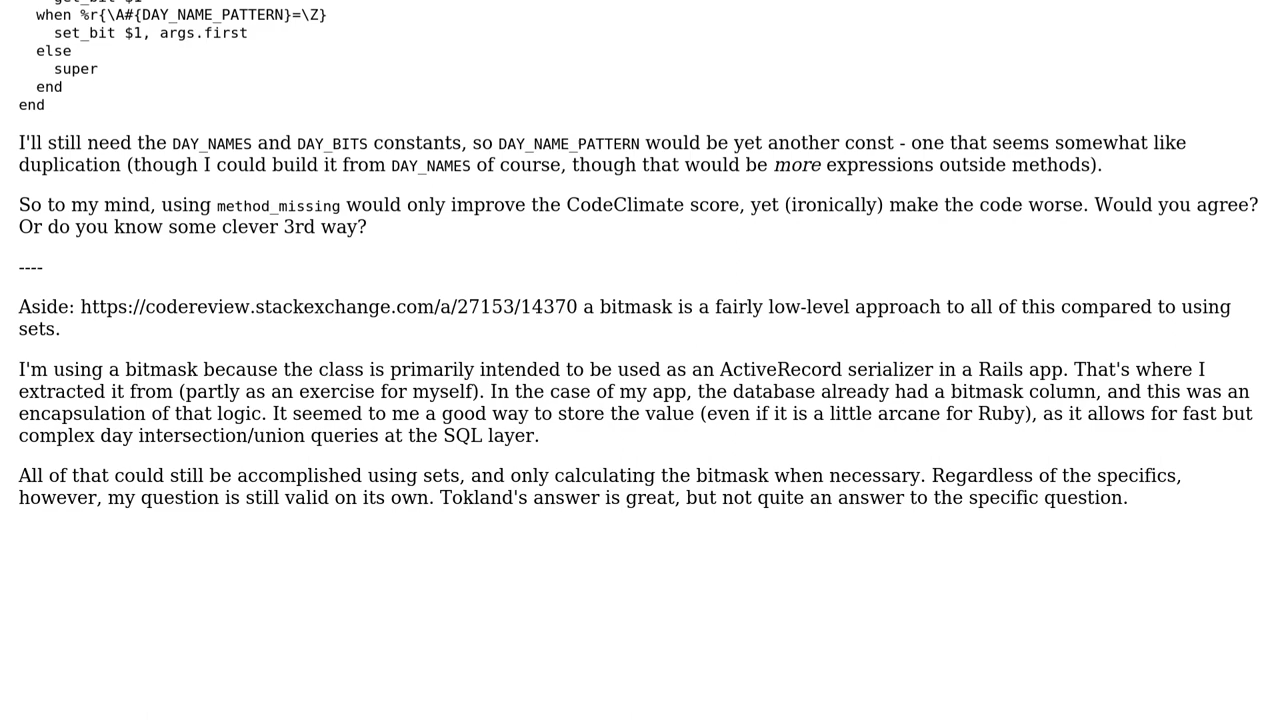 when %r{\A#{DAY_NAME_PATTERN}=\Z}
set_bit $1, args.first
else
super
end
end
I'll still need the DAY_NAMES and DAY_BITS constants, so DAY_NAME_PATTERN would be yet another const - one that seems somewhat like
duplication (though I could build it from DAY_NAMES of course, though that would be more expressions outside methods).
So to my mind, using method_missing would only improve the CodeClimate score, yet (ironically) make the code worse. Would you agree?
Or do you know some clever 3rd way?
----
Aside: https://codereview.stackexchange.com/a/27153/14370 a bitmask is a fairly low-level approach to all of this compared to using
sets.
I'm using a bitmask because the class is primarily intended to be used as an ActiveRecord serializer in a Rails app. That's where I
extracted it from (partly as an exercise for myself). In the case of my app, the database already had a bitmask column, and this was an
encapsulation of that logic. It seemed to me a good way to store the value (even if it is a little arcane for Ruby), as it allows for fast but
complex day intersection/union queries at the SQL layer.
All of that could still be accomplished using sets, and only calculating the bitmask when necessary. Regardless of the specifics,
however, my question is still valid on its own. Tokland's answer is great, but not quite an answer to the specific question.